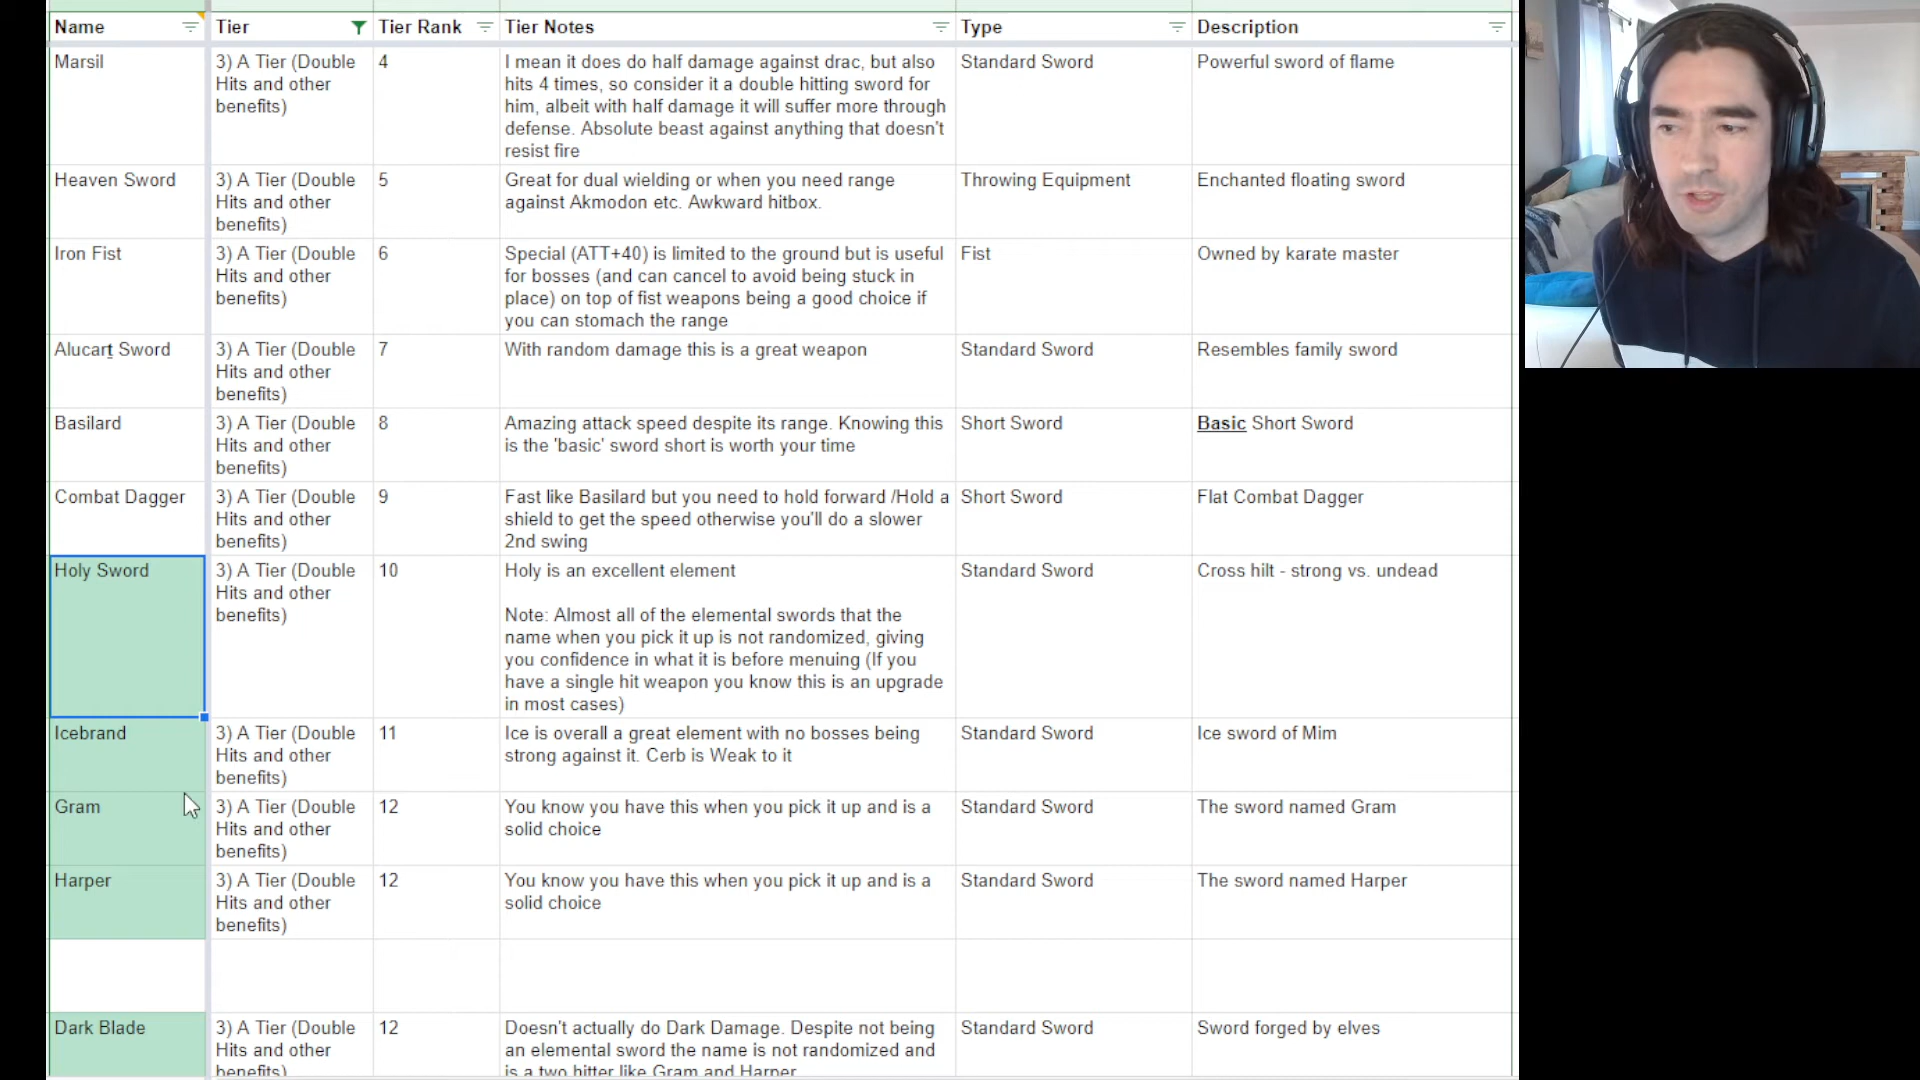 Name Tier Tier Rank Tier Notes Type Description
Marsil 3) A Tier (Double 4 I mean it does do half damage against drac, but also Standard Sword Powerful sword of flame
Hits and other hits 4 times, so consider it a double hitting sword for
benefits) him, albeit with half damage it will suffer more through
defense. Absolute beast against anything that doesn't
resist fire
Heaven Sword 3) A Tier (Double 5 Great for dual wielding or when you need range Throwing Equipment Enchanted floating sword
Hits and other against Akmodon etc. Awkward hitbox.
benefits)
Iron Fist 3) A Tier (Double 6 Special (ATT+40) is limited to the ground but is useful Fist Owned by karate master
Hits and other for bosses (and can cancel to avoid being stuck in
benefits) place) on top of fist weapons being a good choice if
you can stomach the range
Alucart Sword 3) A Tier (Double 7 With random damage this is a great weapon Standard Sword Resembles family sword
Hits and other
benefits)
Basilard 3) A Tier (Double 8 Amazing attack speed despite its range. Knowing this Short Sword Basic Short Sword
Hits and other is the 'basic' sword short is worth your time
benefits)
Combat Dagger 3) A Tier (Double 9 Fast like Basilard but you need to hold forward /Hold a Short Sword Flat Combat Dagger
Hits and other shield to get the speed otherwise you'll do a slower
benefits) 2nd swing
Holy Sword 3) A Tier (Double 10 Holy is an excellent element Standard Sword Cross hilt - strong vs. undead
Hits and other
benefits) Note: Almost all of the elemental swords that the
name when you pick it up is not randomized, giving
you confidence in what it is before menuing (If you
have a single hit weapon you know this is an upgrade
in most cases)
Icebrand 3) A Tier (Double 11 Ice is overall a great element with no bosses being Standard Sword Ice sword of Mim
Hits and other strong against it. Cerb is Weak to it
benefits)
Gram 3) A Tier (Double 12 You know you have this when you pick it up and is a Standard Sword The sword named Gram
Hits and other solid choice
benefits)
Harper 3) A Tier (Double 12 You know you have this when you pick it up and is a Standard Sword The sword named Harper
Hits and other solid choice
benefits)
Dark Blade 3) A Tier (Double 12 Doesn't actually do Dark Damage. Despite not being Standard Sword Sword forged by elves
Hits and other an elemental sword the name is not randomized and
benefits) is a two hitter like Gram and Harper